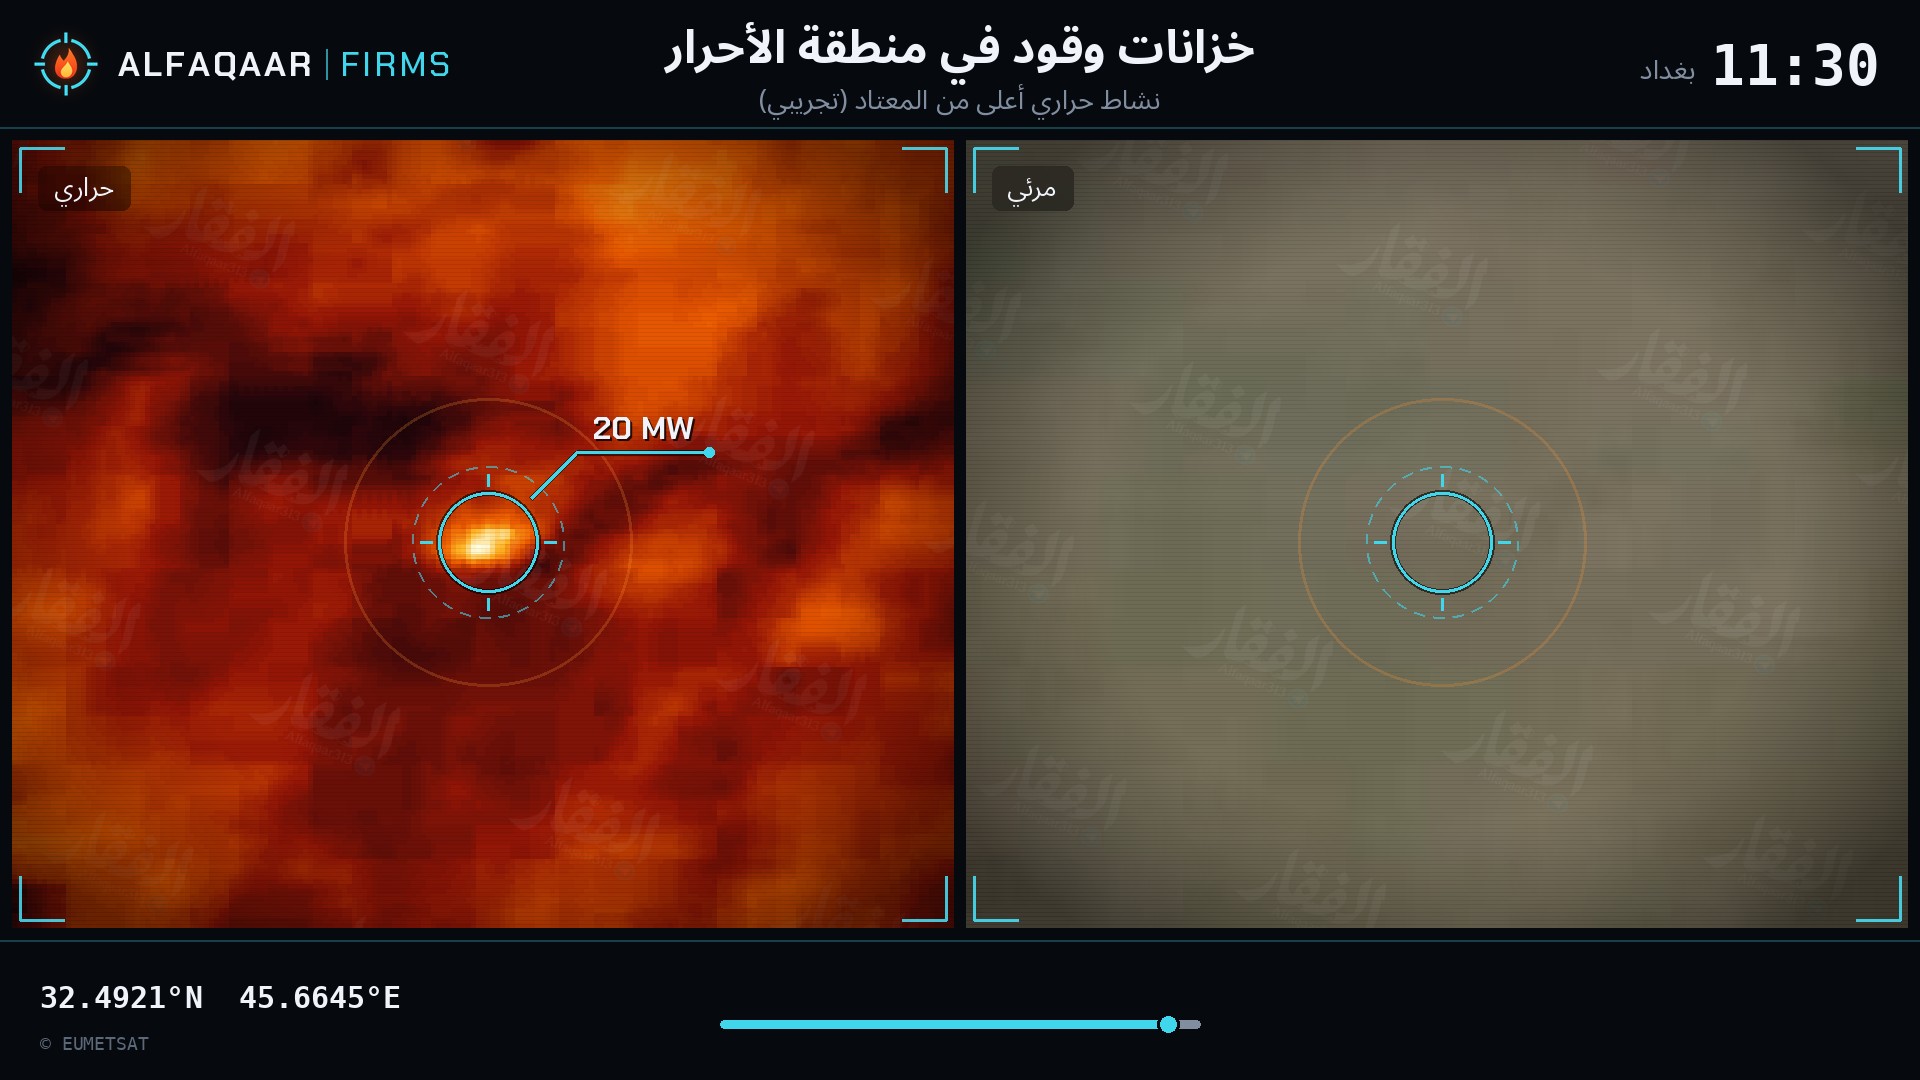 ALFAQAAR | FIRMS
خزانات وقود في منطقة الأحرار
نشاط حراري أعلى من المعتاد (تجريبي)
بغداد 11:30
حراري
مرئي
20 MW
الفقار
32.4921°N 45.6645°E
© EUMETSAT